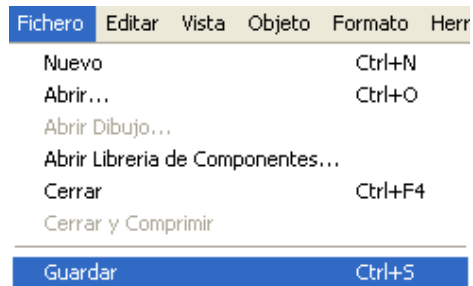 Fichero Editar Vista Objeto Formato Herr
Nuevo Ctrl+N
Abrir... Ctrl+O
Abrir Dibujo...
Abrir Libreria de Componentes...
Cerrar Ctrl+F4
Cerrar y Comprimir
Guardar Ctrl+S